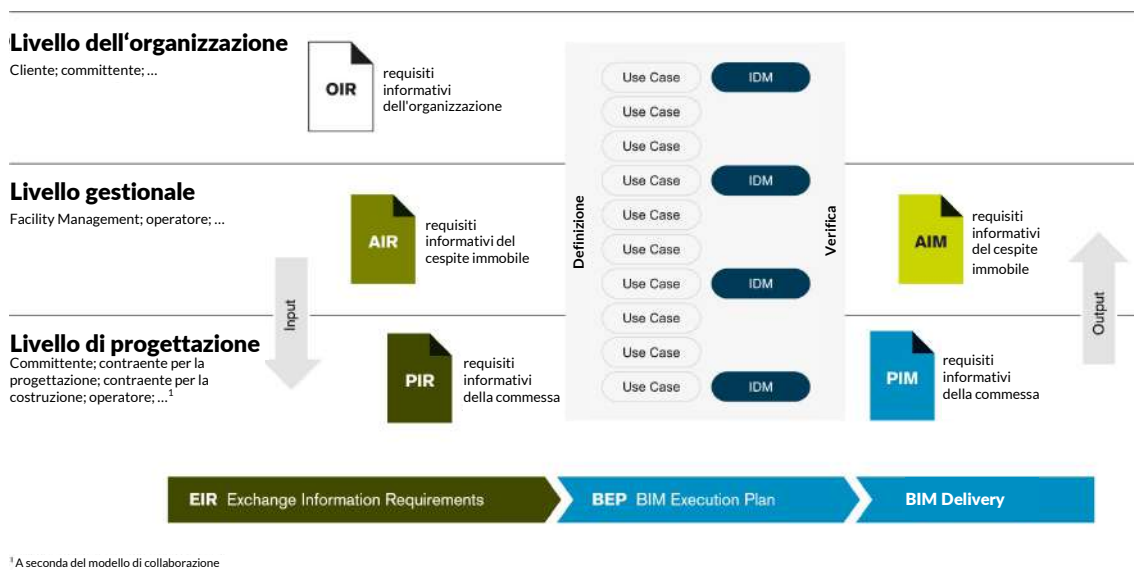 Livello dell'organizzazione
Cliente; committente; ...
OIR
requisiti
informativi
dell'organizzazione
Livello gestionale
Facility Management; operatore; ...
AIR
requisiti
informativi del
cespite immobile
Input
Livello di progettazione
Committente; contraente per la
progettazione; contraente per la
costruzione; operatore; ...¹
PIR
requisiti
informativi
della commessa
Definizione
Use Case IDM
Use Case
Use Case
Use Case IDM
Use Case
Use Case
Use Case IDM
Use Case
Use Case
Use Case IDM
Verifica
AIM
requisiti
informativi
del cespite
immobile
PIM
requisiti
informativi
della commessa
Output
EIR Exchange Information Requirements
BEP BIM Execution Plan
BIM Delivery
¹ A seconda del modello di collaborazione